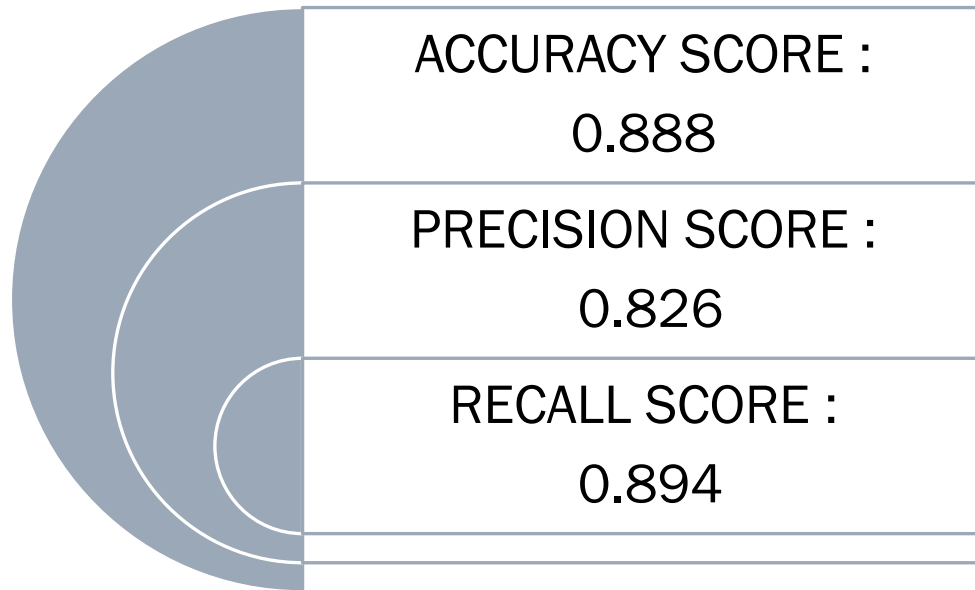 ACCURACY SCORE :
0.888
PRECISION SCORE :
0.826
RECALL SCORE :
0.894